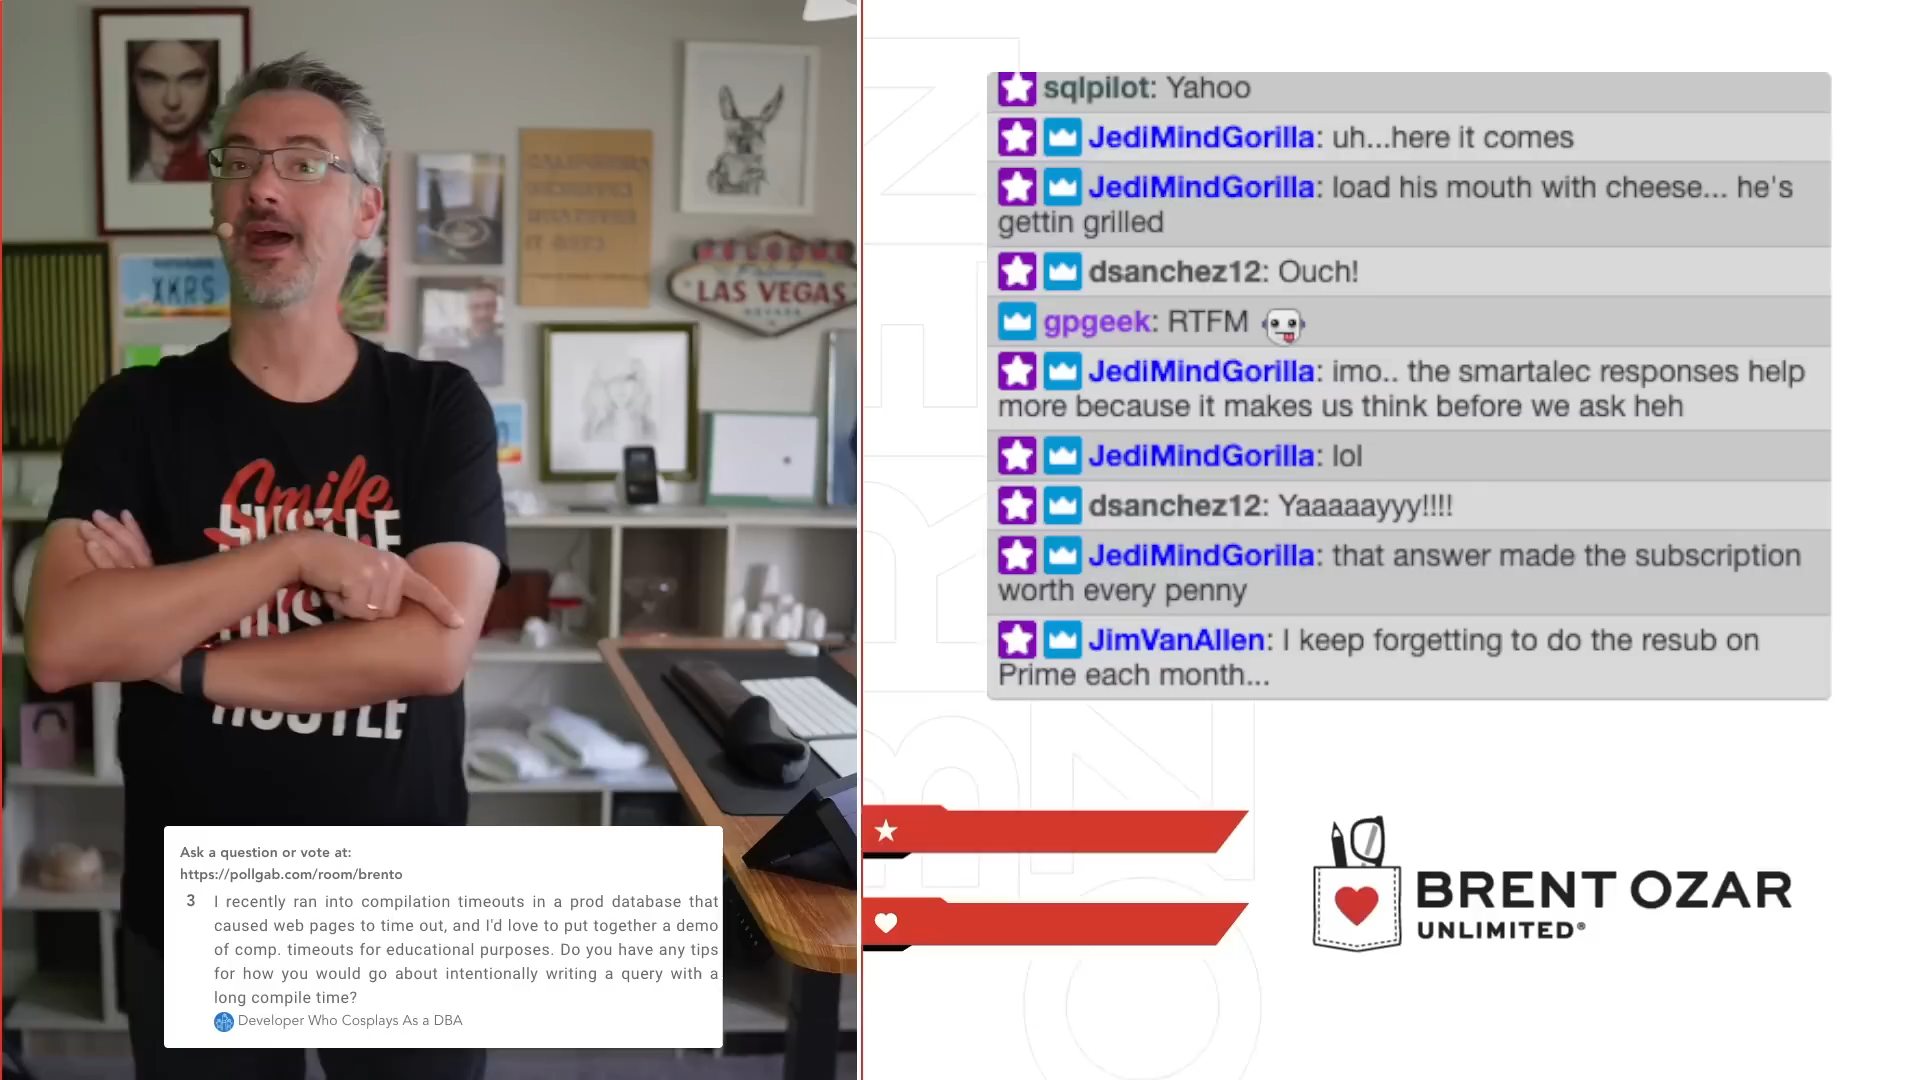 XKRS
WELCOME
TO Fabulous
LAS VEGAS
NEVADA
Smile
HUSTLE
HUSTLE
Ask a question or vote at:
https://pollgab.com/room/brento
3 I recently ran into compilation timeouts in a prod database that
caused web pages to time out, and I'd love to put together a demo
of comp. timeouts for educational purposes. Do you have any tips
for how you would go about intentionally writing a query with a
long compile time?
Developer Who Cosplays As a DBA
sqlpilot: Yahoo
JediMindGorilla: uh...here it comes
JediMindGorilla: load his mouth with cheese... he's
gettin grilled
dsanchez12: Ouch!
gpgeek: RTFM
JediMindGorilla: imo.. the smartalec responses help
more because it makes us think before we ask heh
JediMindGorilla: lol
dsanchez12: Yaaaaayyy!!!!
JediMindGorilla: that answer made the subscription
worth every penny
JimVanAllen: I keep forgetting to do the resub on
Prime each month...
BRENT OZAR
UNLIMITED®